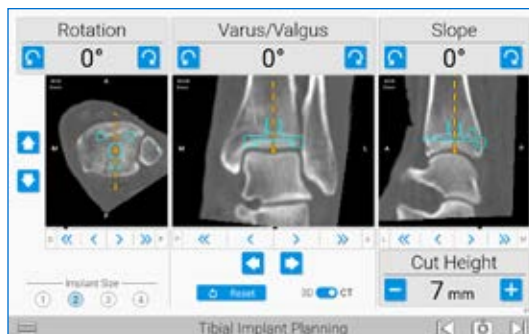 Rotation
0°
Varus/Valgus
0°
Slope
0°
A
M
M
L
A
P
Implant Size
1 2 3 4
Reset
3D CT
Cut Height
7 mm
Tibial Implant Planning